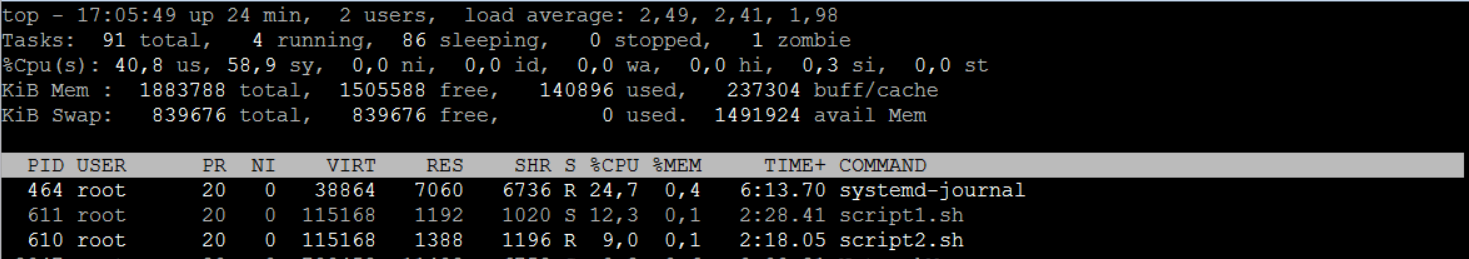 top - 17:05:49 up 24 min,  2 users,  load average: 2,49, 2,41, 1,98
Tasks:  91 total,   4 running,  86 sleeping,   0 stopped,   1 zombie
%Cpu(s): 40,8 us, 58,9 sy,  0,0 ni,  0,0 id,  0,0 wa,  0,0 hi,  0,3 si,  0,0 st
KiB Mem :  1883788 total,  1505588 free,   140896 used,   237304 buff/cache
KiB Swap:   839676 total,   839676 free,        0 used.  1491924 avail Mem
PID USER      PR  NI    VIRT    RES    SHR S %CPU %MEM     TIME+ COMMAND
464 root      20   0   38864   7060   6736 R 24,7  0,4   6:13.70 systemd-journal
611 root      20   0  115168   1192   1020 S 12,3  0,1   2:28.41 script1.sh
610 root      20   0  115168   1388   1196 R  9,0  0,1   2:18.05 script2.sh